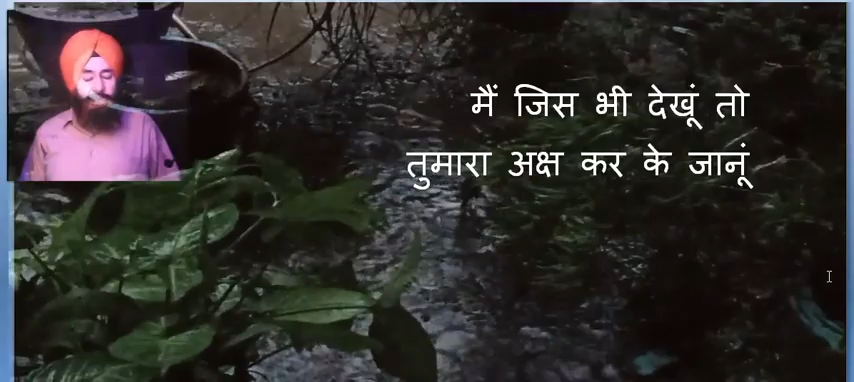 मैं जिस भी देखूं तो
तुमारा अक्ष कर के जानूं